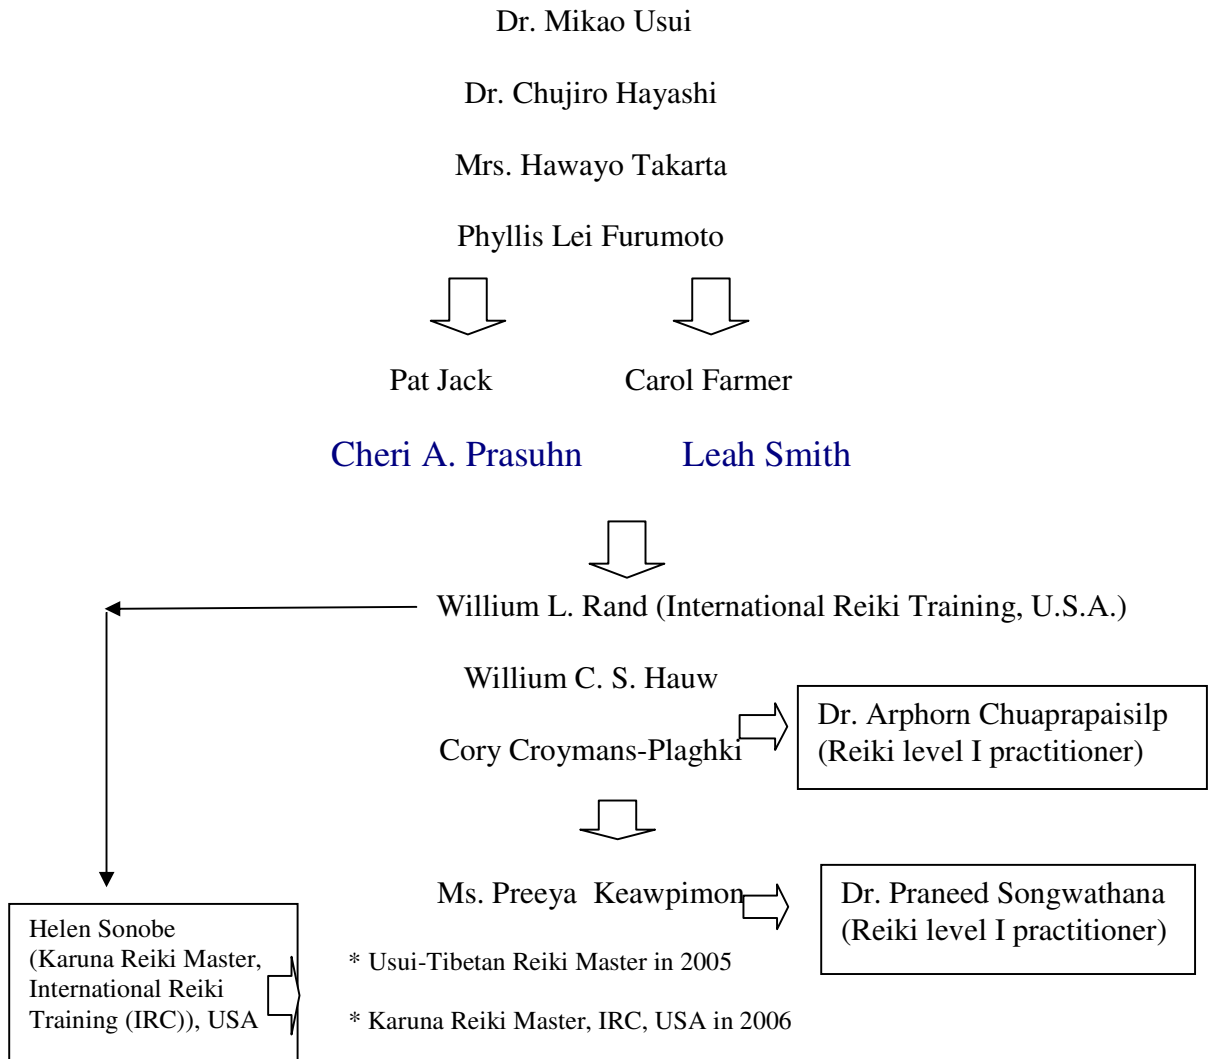 Dr. Mikao Usui
Dr. Chujiro Hayashi
Mrs. Hawayo Takarta
Phyllis Lei Furumoto
Pat Jack
Carol Farmer
Cheri A. Prasuhn
Leah Smith
Willium L. Rand (International Reiki Training, U.S.A.)
Willium C. S. Hauw
Cory Croymans-Plaghki
Dr. Arphorn Chuaprapaisilp
(Reiki level I practitioner)
Ms. Preeya Keawpimon
Dr. Praneed Songwathana
(Reiki level I practitioner)
Helen Sonobe
(Karuna Reiki Master,
International Reiki
Training (IRC)), USA
* Usui-Tibetan Reiki Master in 2005
* Karuna Reiki Master, IRC, USA in 2006